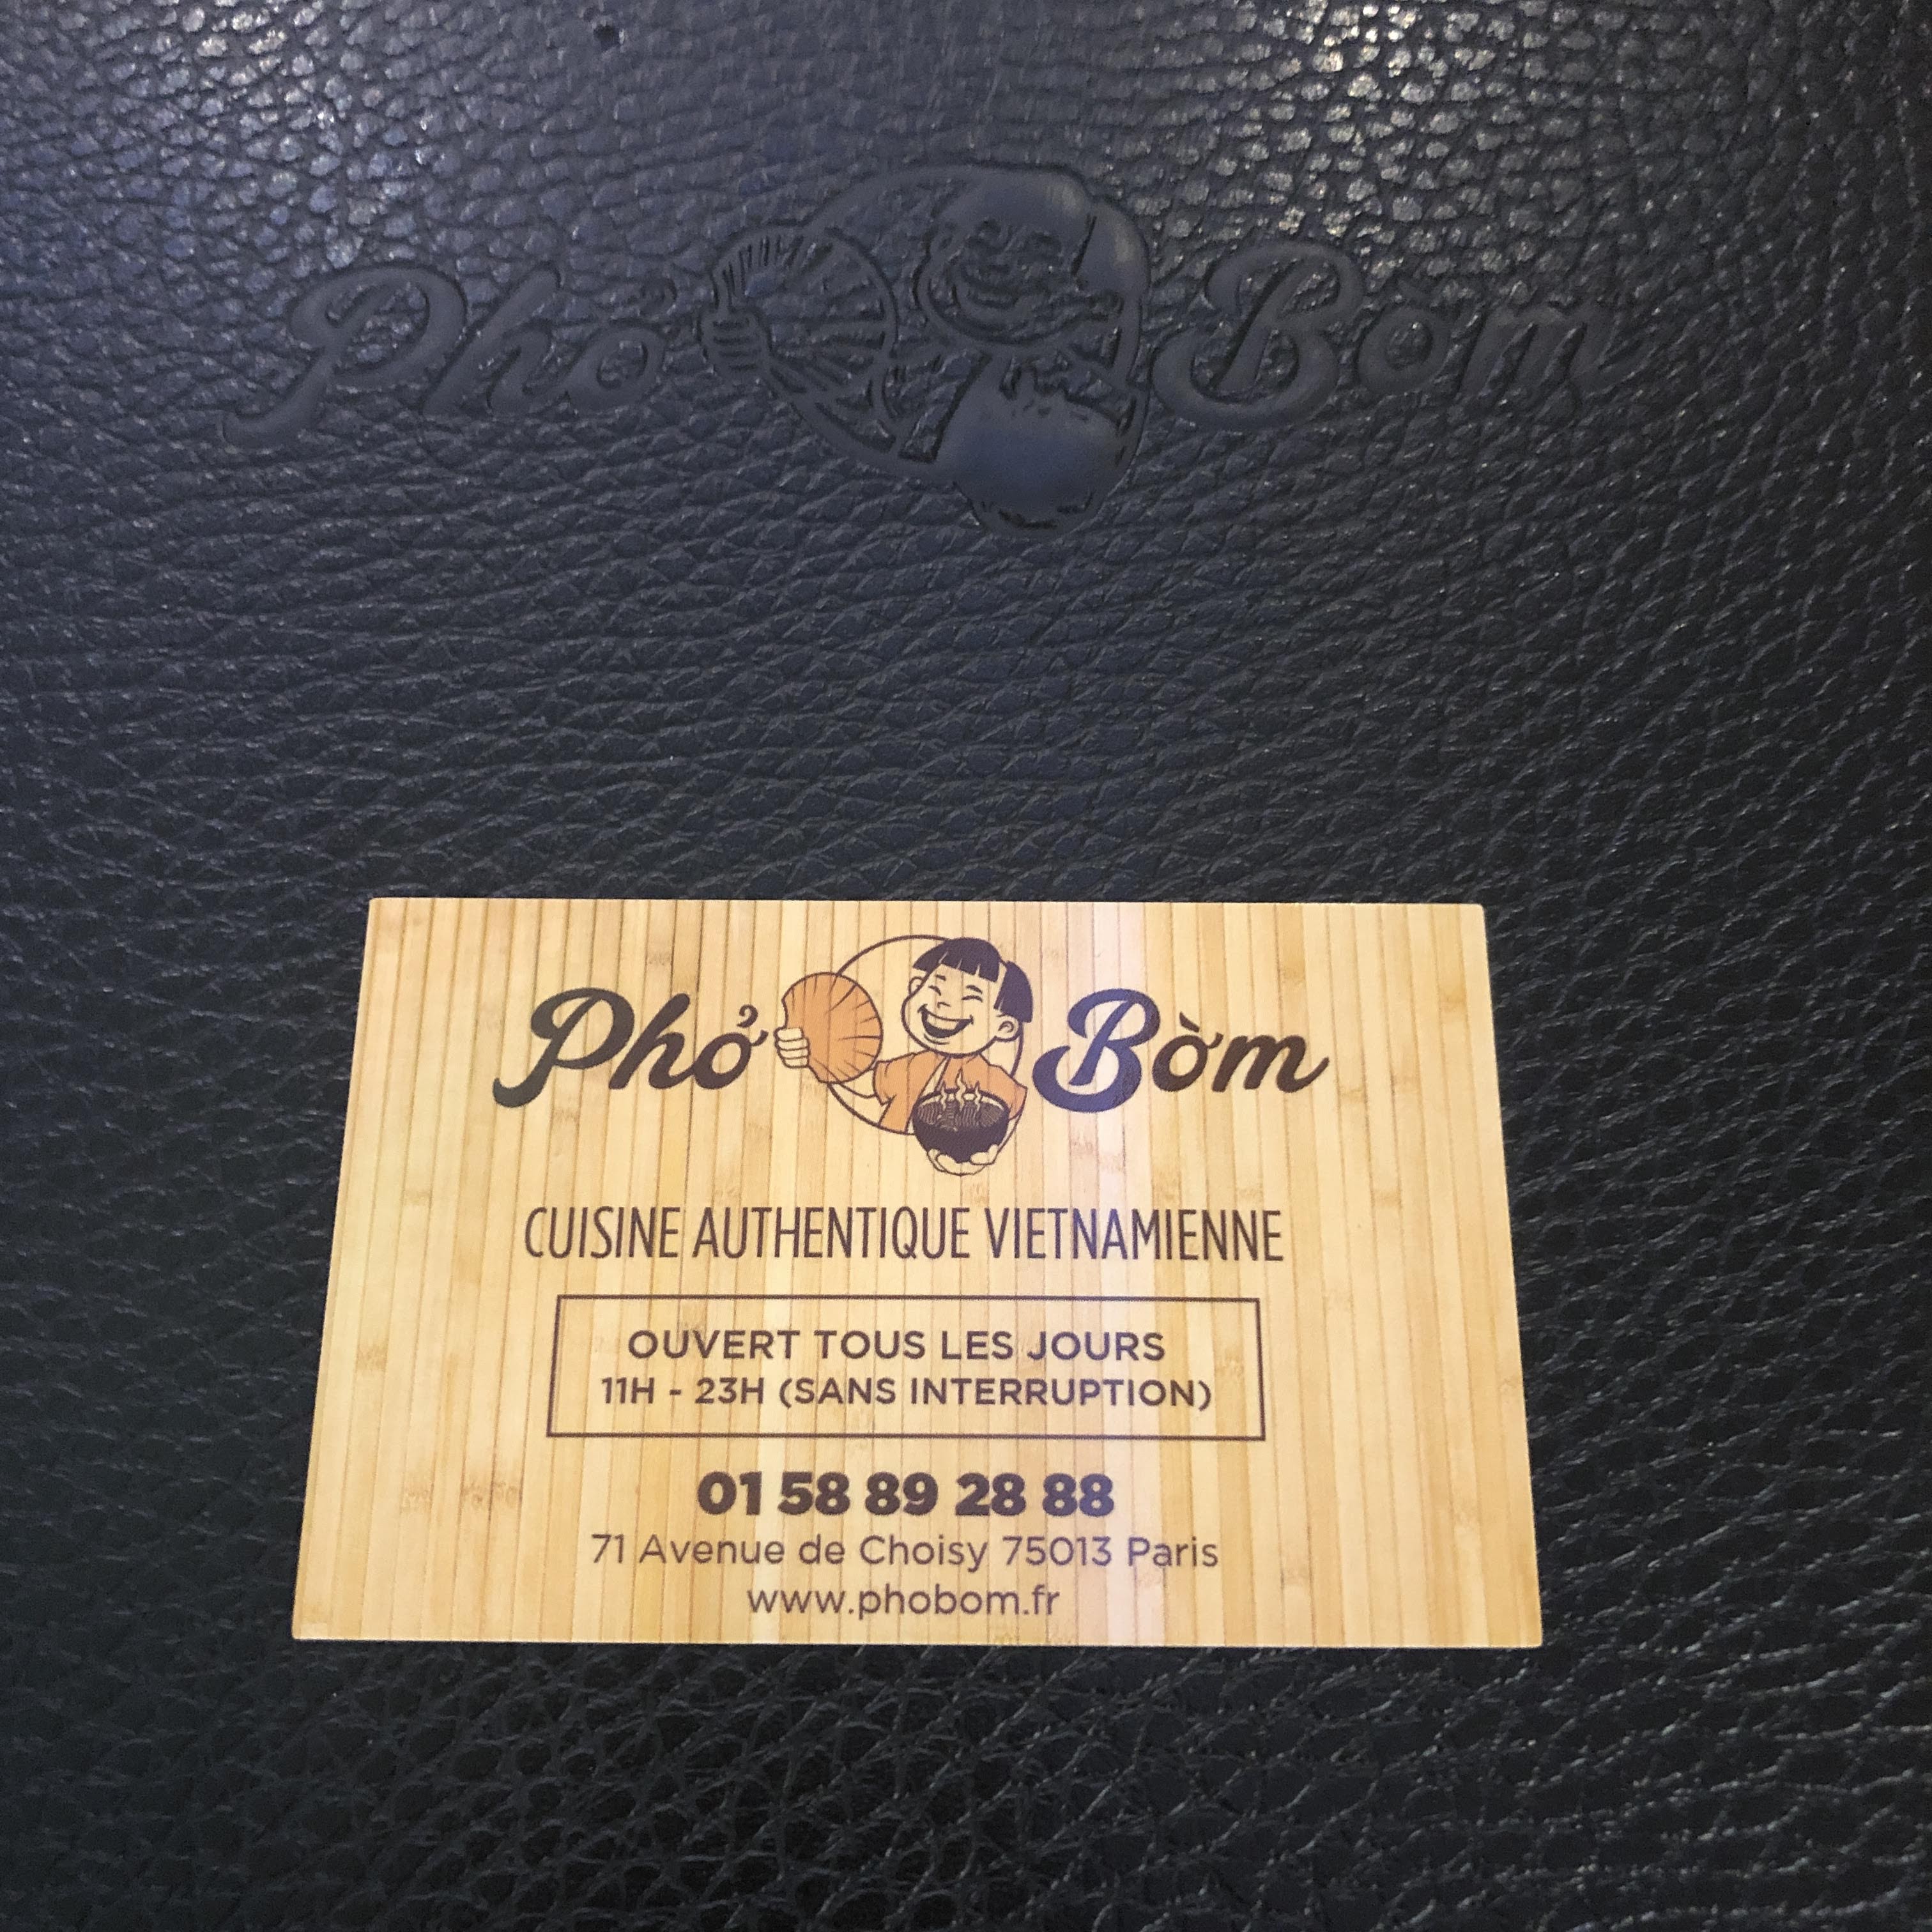 Phở Bờm
Phở Bờm
CUISINE AUTHENTIQUE VIETNAMIENNE
OUVERT TOUS LES JOURS
11H - 23H (SANS INTERRUPTION)
01 58 89 28 88
71 Avenue de Choisy 75013 Paris
www.phobom.fr